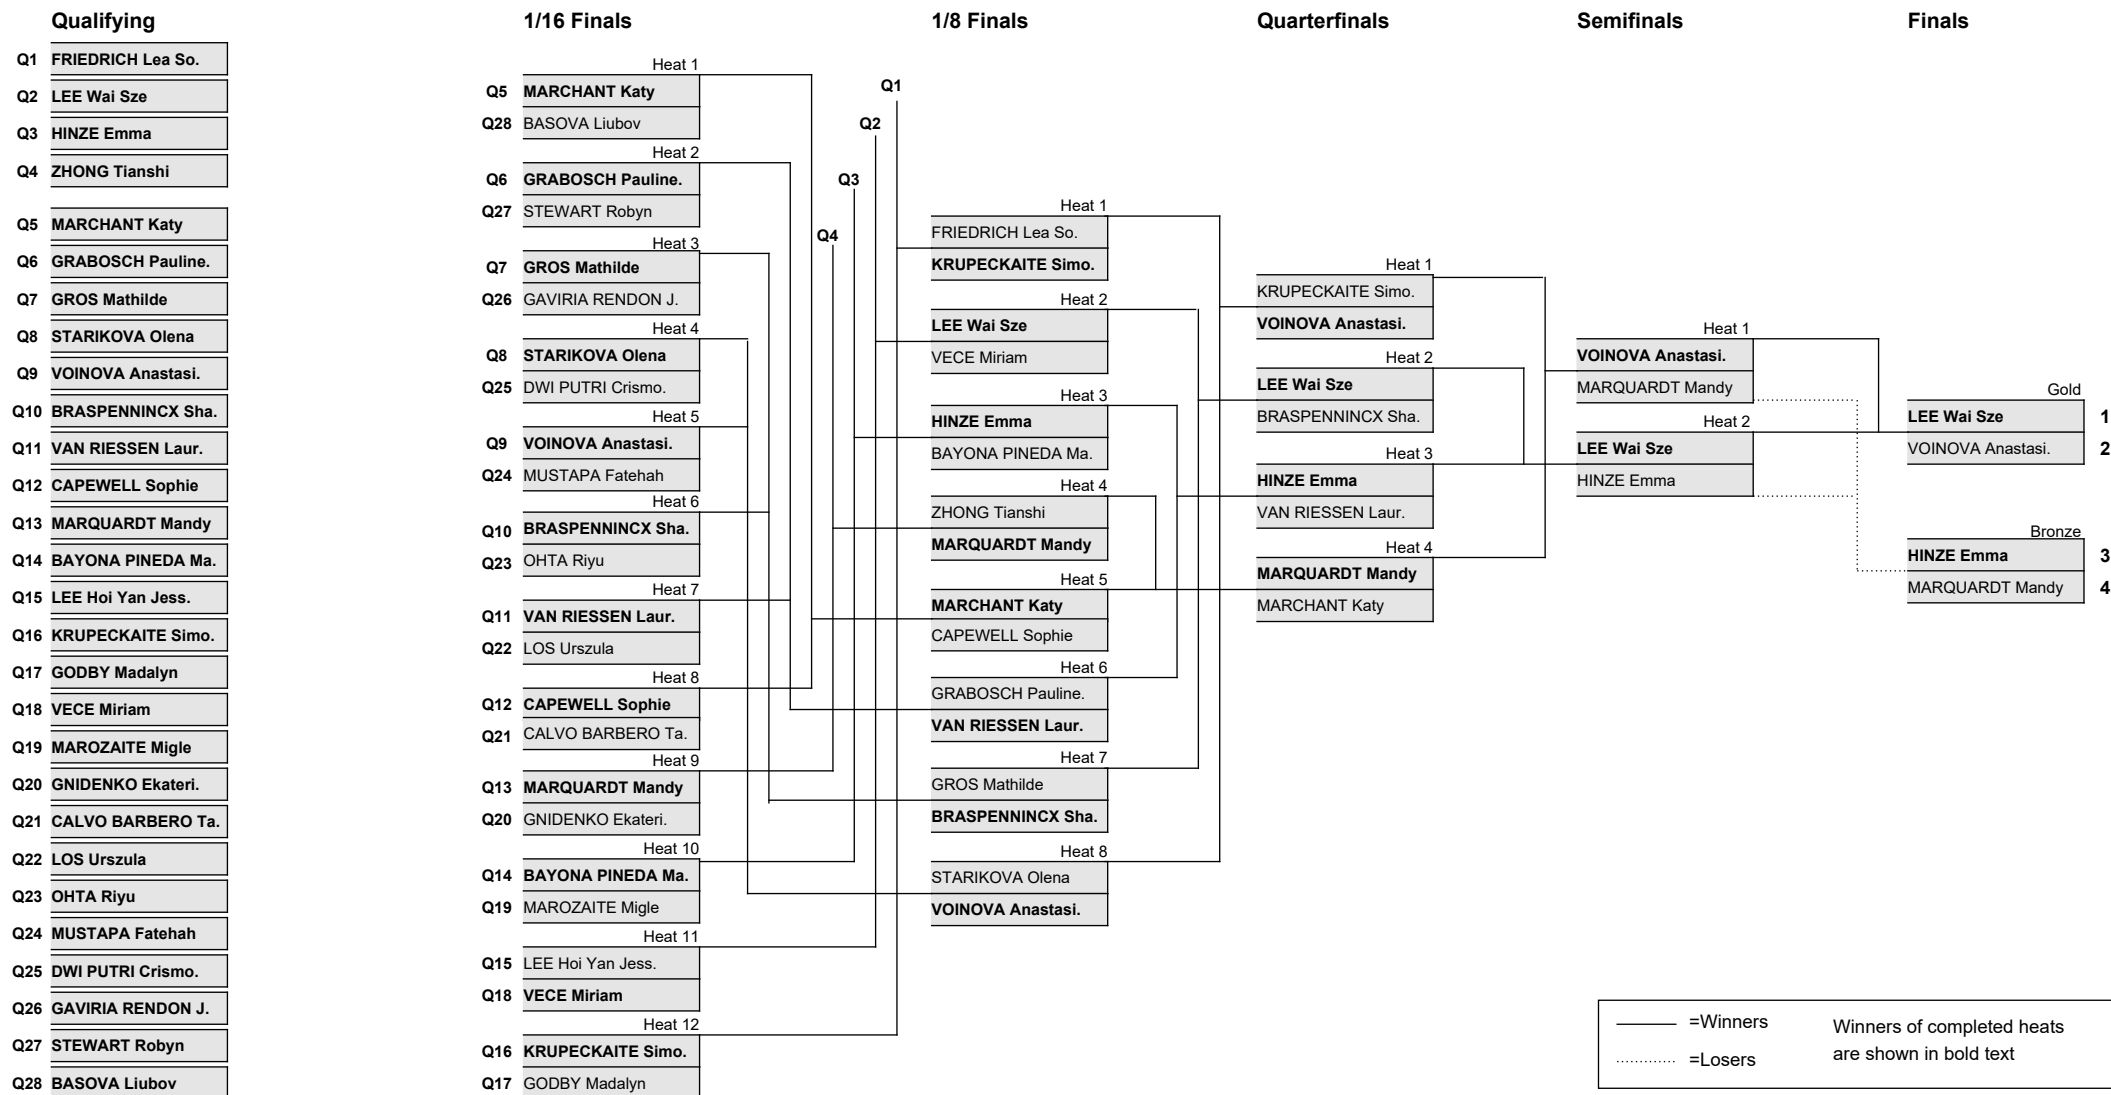 Qualifying 1/16 Finals 1/8 Finals Quarterfinals Semifinals Finals
Q1 FRIEDRICH Lea So.
Q2 LEE Wai Sze
Q3 HINZE Emma
Q4 ZHONG Tianshi
Q5 MARCHANT Katy
Q6 GRABOSCH Pauline.
Q7 GROS Mathilde
Q8 STARIKOVA Olena
Q9 VOINOVA Anastasi.
Q10 BRASPENNINCX Sha.
Q11 VAN RIESSEN Laur.
Q12 CAPEWELL Sophie
Q13 MARQUARDT Mandy
Q14 BAYONA PINEDA Ma.
Q15 LEE Hoi Yan Jess.
Q16 KRUPECKAITE Simo.
Q17 GODBY Madalyn
Q18 VECE Miriam
Q19 MAROZAITE Migle
Q20 GNIDENKO Ekateri.
Q21 CALVO BARBERO Ta.
Q22 LOS Urszula
Q23 OHTA Riyu
Q24 MUSTAPA Fatehah
Q25 DWI PUTRI Crismo.
Q26 GAVIRIA RENDON J.
Q27 STEWART Robyn
Q28 BASOVA Liubov
Heat 1
Q5 MARCHANT Katy
Q28 BASOVA Liubov
Heat 2
Q6 GRABOSCH Pauline.
Q27 STEWART Robyn
Heat 3
Q7 GROS Mathilde
Q26 GAVIRIA RENDON J.
Heat 4
Q8 STARIKOVA Olena
Q25 DWI PUTRI Crismo.
Heat 5
Q9 VOINOVA Anastasi.
Q24 MUSTAPA Fatehah
Heat 6
Q10 BRASPENNINCX Sha.
Q23 OHTA Riyu
Heat 7
Q11 VAN RIESSEN Laur.
Q22 LOS Urszula
Heat 8
Q12 CAPEWELL Sophie
Q21 CALVO BARBERO Ta.
Heat 9
Q13 MARQUARDT Mandy
Q20 GNIDENKO Ekateri.
Heat 10
Q14 BAYONA PINEDA Ma.
Q19 MAROZAITE Migle
Heat 11
Q15 LEE Hoi Yan Jess.
Q18 VECE Miriam
Heat 12
Q16 KRUPECKAITE Simo.
Q17 GODBY Madalyn
Q1
Q2
Q3
Q4
Heat 1
FRIEDRICH Lea So.
KRUPECKAITE Simo.
Heat 2
LEE Wai Sze
VECE Miriam
Heat 3
HINZE Emma
BAYONA PINEDA Ma.
Heat 4
ZHONG Tianshi
MARQUARDT Mandy
Heat 5
MARCHANT Katy
CAPEWELL Sophie
Heat 6
GRABOSCH Pauline.
VAN RIESSEN Laur.
Heat 7
GROS Mathilde
BRASPENNINCX Sha.
Heat 8
STARIKOVA Olena
VOINOVA Anastasi.
Heat 1
KRUPECKAITE Simo.
VOINOVA Anastasi.
Heat 2
LEE Wai Sze
BRASPENNINCX Sha.
Heat 3
HINZE Emma
VAN RIESSEN Laur.
Heat 4
MARQUARDT Mandy
MARCHANT Katy
Heat 1
VOINOVA Anastasi.
MARQUARDT Mandy
Heat 2
LEE Wai Sze
HINZE Emma
Gold
LEE Wai Sze 1
VOINOVA Anastasi. 2
Bronze
HINZE Emma 3
MARQUARDT Mandy 4
=Winners
=Losers
Winners of completed heats
are shown in bold text